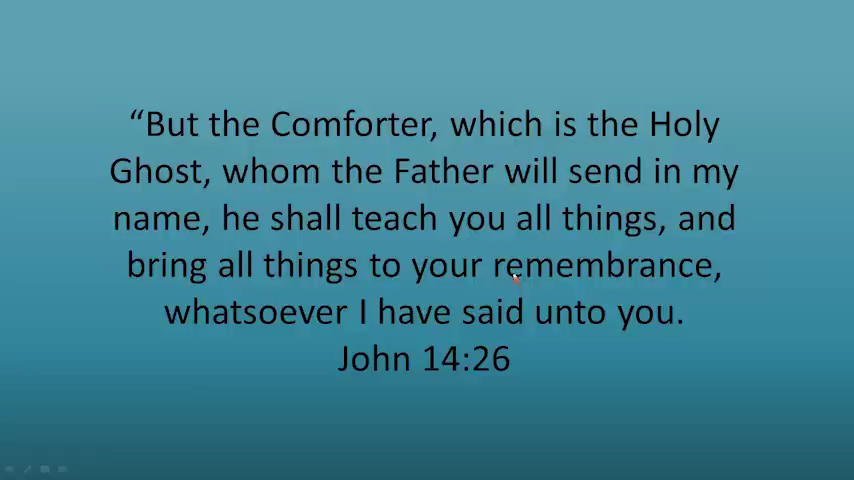 “But the Comforter, which is the Holy
Ghost, whom the Father will send in my
name, he shall teach you all things, and
bring all things to your remembrance,
whatsoever I have said unto you.
John 14:26